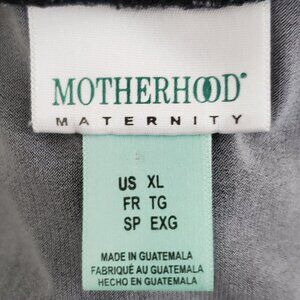 MOTHERHOOD®
MATERNITY
US XL
FR TG
SP EXG
MADE IN GUATEMALA
FABRIQUÉ AU GUATEMALA
HECHO EN GUATEMALA